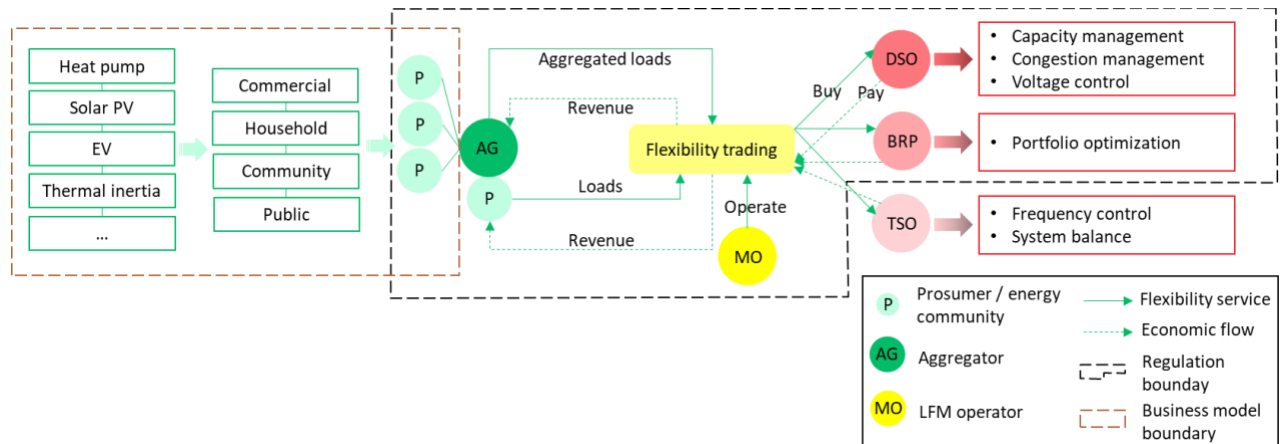 Heat pump
Solar PV
EV
Thermal inertia
...
Commercial
Household
Community
Public
P
P
P
AG
P
Aggregated loads
Revenue
Loads
Revenue
Flexibility trading
Operate
MO
Buy
Pay
DSO
BRP
TSO
• Capacity management
• Congestion management
• Voltage control
• Portfolio optimization
• Frequency control
• System balance
P
Prosumer / energy
community
AG
Aggregator
MO
LFM operator
Flexibility service
Economic flow
Regulation
bounday
Business model
boundary